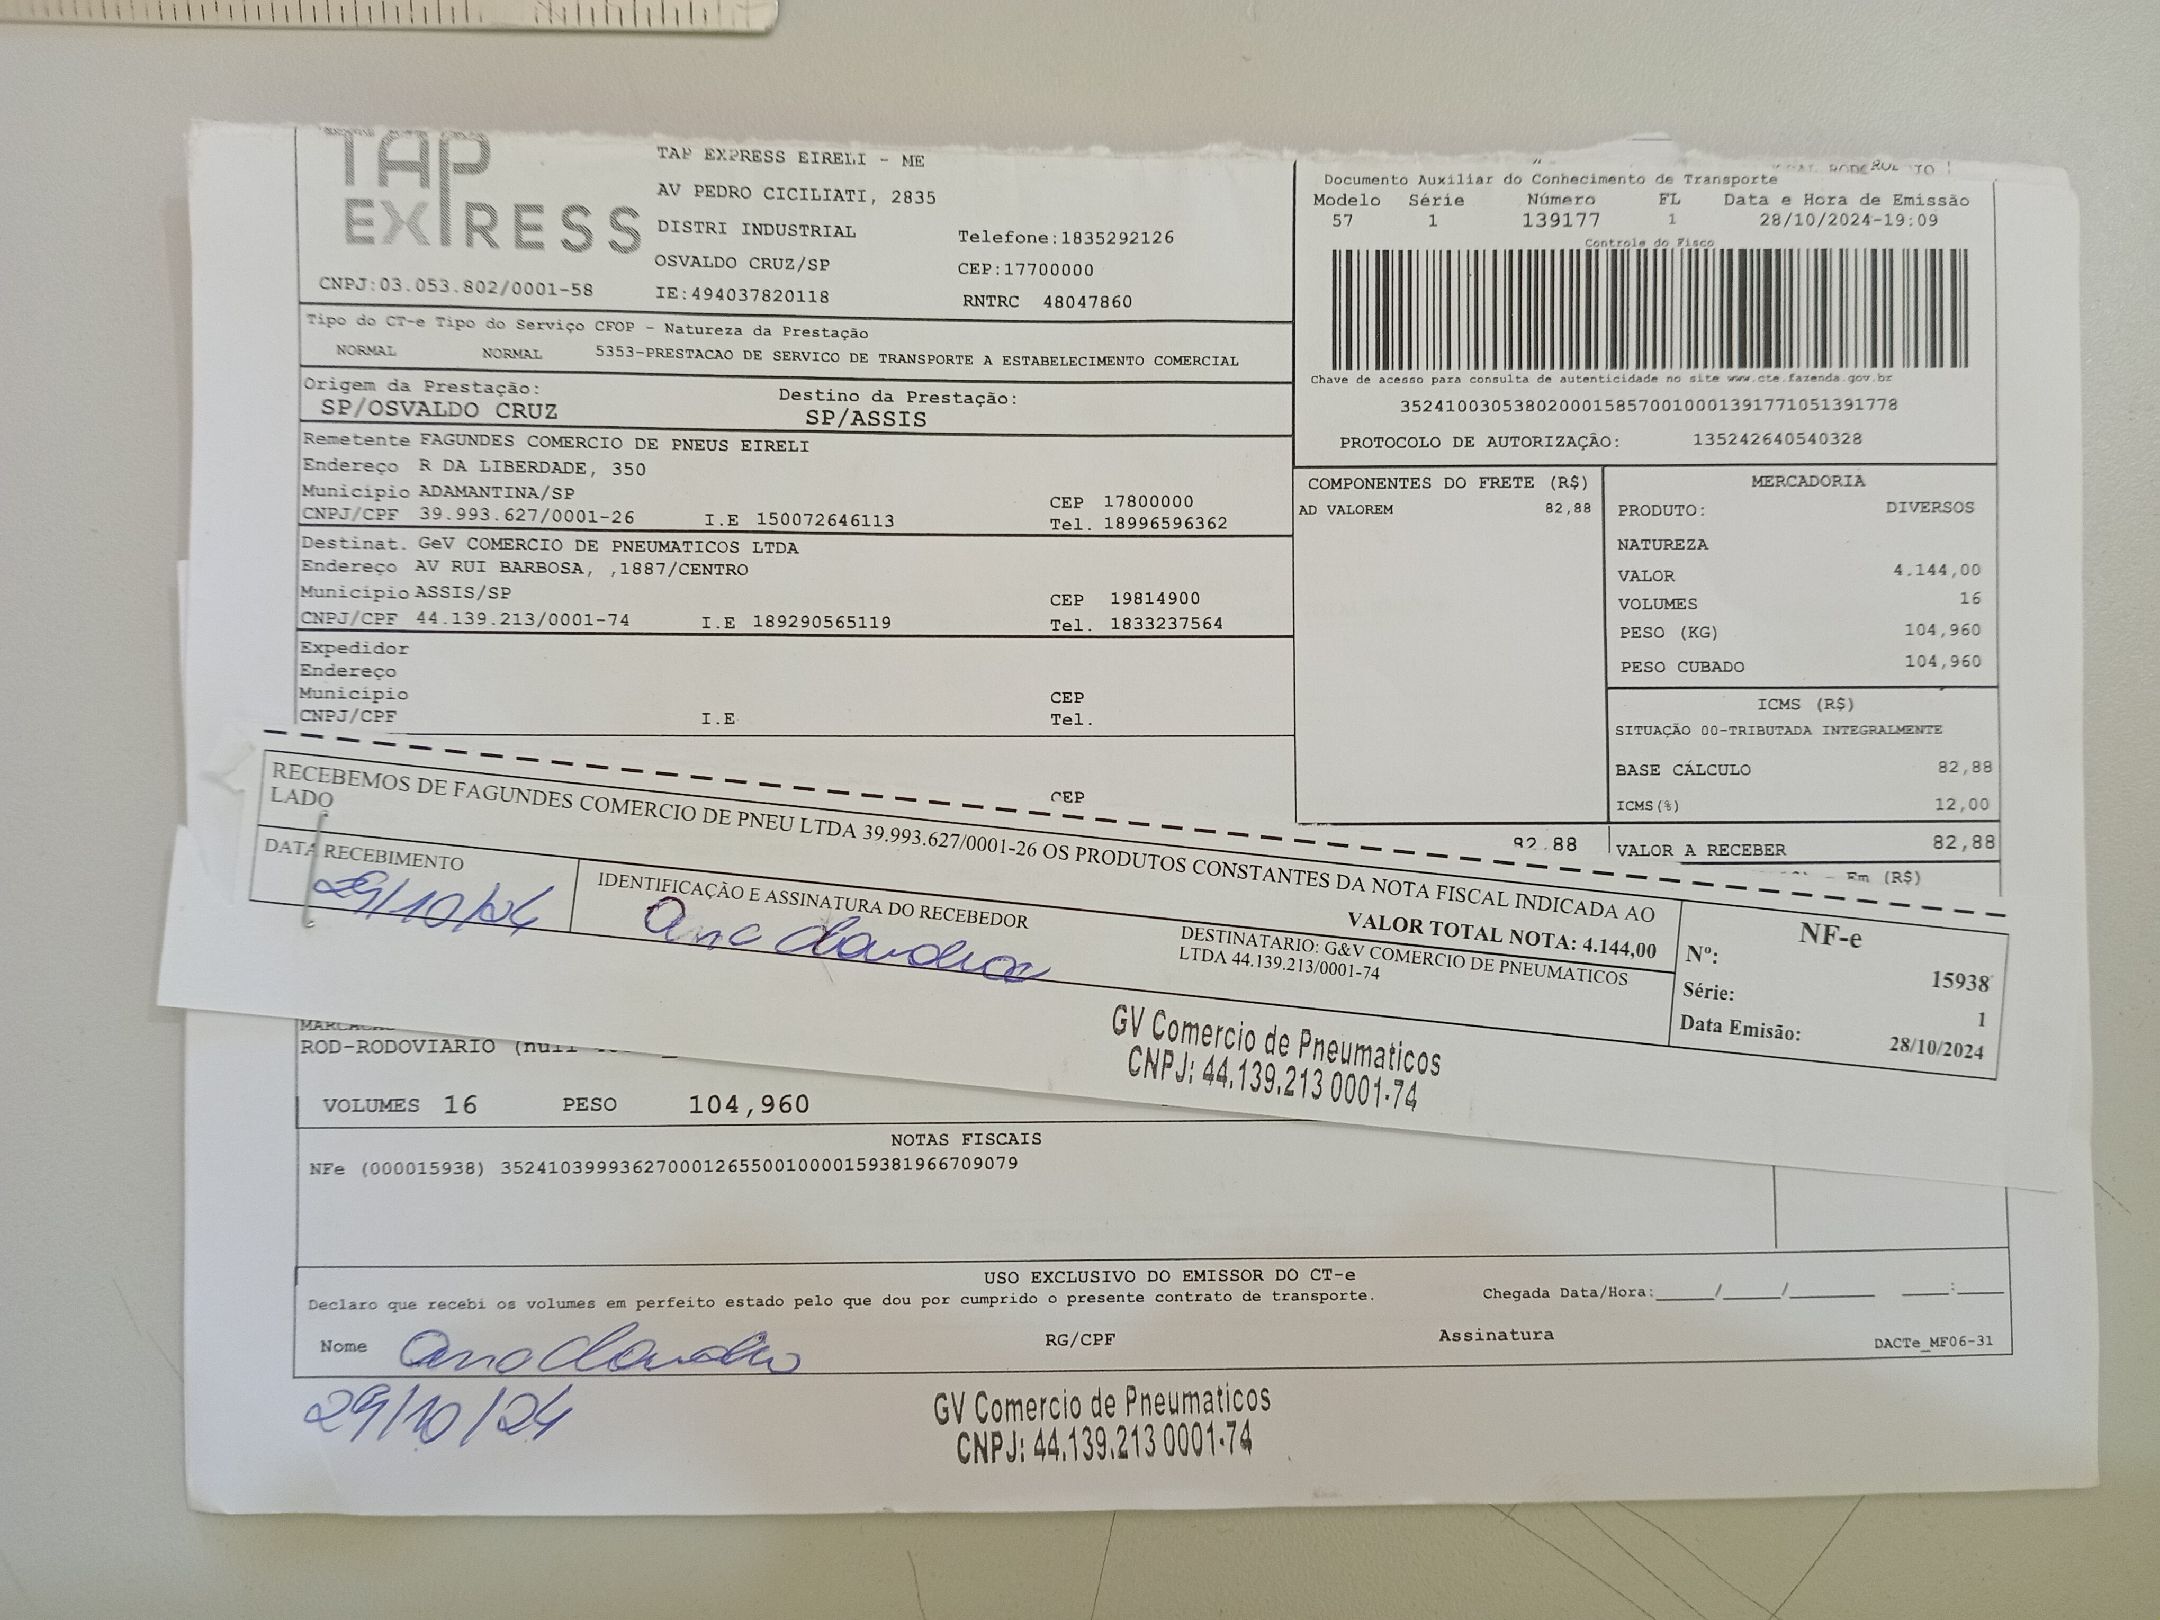 TAP
EXPRESS
CNPJ:03.053.802/0001-58
TAP EXPRESS EIRELI - ME
AV PEDRO CICILIATI, 2835
DISTRI INDUSTRIAL
OSVALDO CRUZ/SP
IE:494037820118
Telefone:1835292126
CEP:17700000
RNTRC 48047860
Documento Auxiliar do Conhecimento de Transporte
Modelo Série Número FL Data e Hora de Emissão
57 1 139177 1 28/10/2024-19:09
Controle do Fisco
Chave de acesso para consulta de autenticidade no site www.cte.fazenda.gov.br
35241003053802000158570010001391771051391778
PROTOCOLO DE AUTORIZAÇÃO: 135242640540328
Tipo do CT-e Tipo do Serviço CFOP - Natureza da Prestação
NORMAL NORMAL 5353-PRESTACAO DE SERVICO DE TRANSPORTE A ESTABELECIMENTO COMERCIAL
Origem da Prestação: Destino da Prestação:
SP/OSVALDO CRUZ SP/ASSIS
Remetente FAGUNDES COMERCIO DE PNEUS EIRELI
Endereço R DA LIBERDADE, 350
Município ADAMANTINA/SP CEP 17800000
CNPJ/CPF 39.993.627/0001-26 I.E 150072646113 Tel. 18996596362
Destinat. GeV COMERCIO DE PNEUMATICOS LTDA
Endereço AV RUI BARBOSA, ,1887/CENTRO
Município ASSIS/SP CEP 19814900
CNPJ/CPF 44.139.213/0001-74 I.E 189290565119 Tel. 1833237564
Expedidor
Endereço
Município CEP
CNPJ/CPF I.E Tel.
CEP
COMPONENTES DO FRETE (R$)
AD VALOREM 82,88
82,88
MERCADORIA
PRODUTO: DIVERSOS
NATUREZA
VALOR 4.144,00
VOLUMES 16
PESO (KG) 104,960
PESO CUBADO 104,960
ICMS (R$)
SITUAÇÃO 00-TRIBUTADA INTEGRALMENTE
BASE CÁLCULO 82,88
ICMS(%) 12,00
VALOR A RECEBER 82,88
Em (R$)
RECEBEMOS DE FAGUNDES COMERCIO DE PNEU LTDA 39.993.627/0001-26 OS PRODUTOS CONSTANTES DA NOTA FISCAL INDICADA AO
LADO
VALOR TOTAL NOTA: 4.144,00
DATA RECEBIMENTO
29/10/24
IDENTIFICAÇÃO E ASSINATURA DO RECEBEDOR
Ana Claudia
DESTINATARIO: G&V COMERCIO DE PNEUMATICOS
LTDA 44.139.213/0001-74
NF-e
Nº: 15938
Série: 1
Data Emisão: 28/10/2024
GV Comercio de Pneumaticos
CNPJ: 44.139.213 0001-74
ROD-RODOVIARIO
VOLUMES 16 PESO 104,960
NOTAS FISCAIS
NFe (000015938) 35241039993627000126550010000159381966709079
USO EXCLUSIVO DO EMISSOR DO CT-e
Declaro que recebi os volumes em perfeito estado pelo que dou por cumprido o presente contrato de transporte. Chegada Data/Hora:_____/_____/_______ ____:____
Nome Ana Claudia RG/CPF Assinatura DACTe_MF06-31
29/10/24
GV Comercio de Pneumaticos
CNPJ: 44.139.213 0001-74